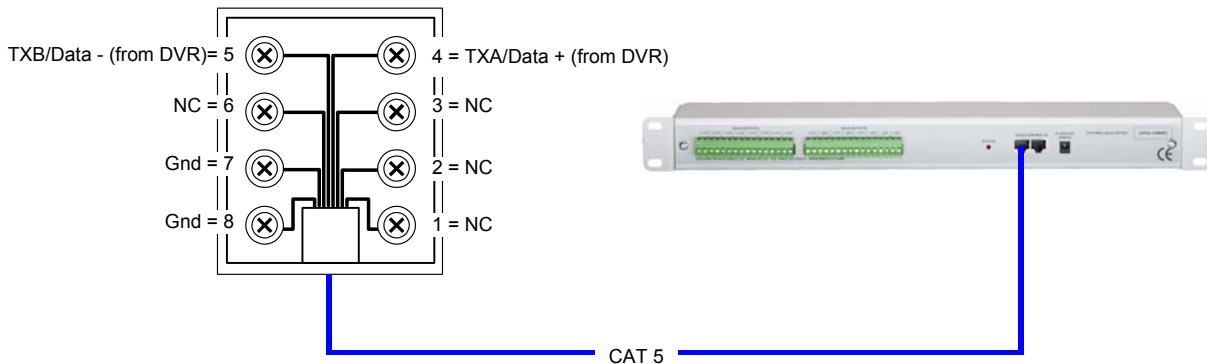 TXB/Data - (from DVR)= 5
4 = TXA/Data + (from DVR)
NC = 6
3 = NC
Gnd = 7
2 = NC
Gnd = 8
1 = NC
CE
CAT 5